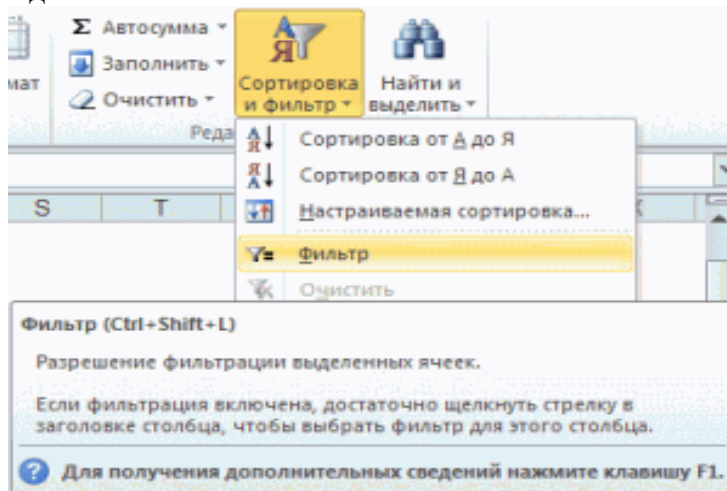 Σ Автосумма
Заполнить
Очистить
мат
Сортировка и фильтр
Найти и выделить
Реда
Сортировка от А до Я
Сортировка от Я до А
Настраиваемая сортировка...
S T
Фильтр
Очистить
Фильтр (Ctrl+Shift+L)
Разрешение фильтрации выделенных ячеек.
Если фильтрация включена, достаточно щелкнуть стрелку в
заголовке столбца, чтобы выбрать фильтр для этого столбца.
Для получения дополнительных сведений нажмите клавишу F1.